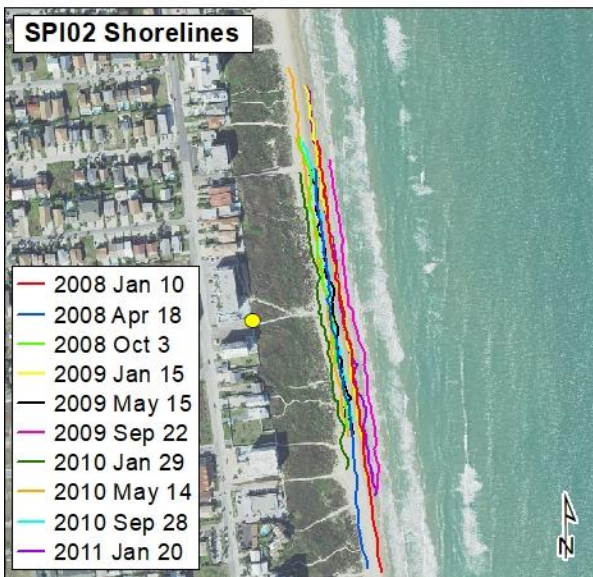 SPI02 Shorelines
2008 Jan 10
2008 Apr 18
2008 Oct 3
2009 Jan 15
2009 May 15
2009 Sep 22
2010 Jan 29
2010 May 14
2010 Sep 28
2011 Jan 20
N